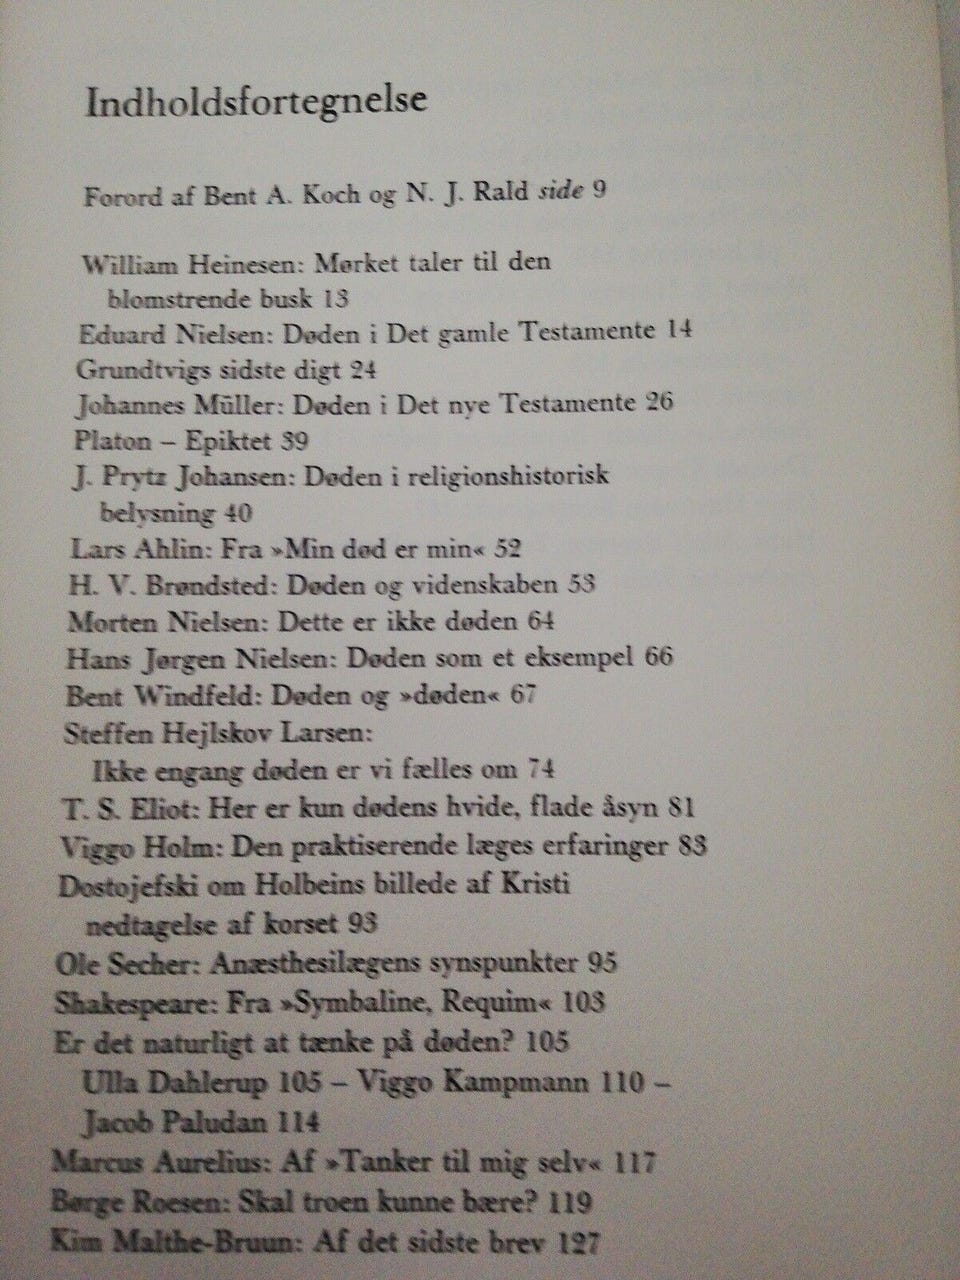 Indholdsfortegnelse
Forord af Bent A. Koch og N. J. Rald side 9
William Heinesen: Mørket taler til den
blomstrende busk 13
Eduard Nielsen: Døden i Det gamle Testamente 14
Grundtvigs sidste digt 24
Johannes Müller: Døden i Det nye Testamente 26
Platon – Epiktet 39
J. Prytz Johansen: Døden i religionshistorisk
belysning 40
Lars Ahlin: Fra »Min død er min« 52
H. V. Brøndsted: Døden og videnskaben 53
Morten Nielsen: Dette er ikke døden 64
Hans Jørgen Nielsen: Døden som et eksempel 66
Bent Windfeld: Døden og »døden« 67
Steffen Hejlskov Larsen:
Ikke engang døden er vi fælles om 74
T. S. Eliot: Her er kun dødens hvide, flade åsyn 81
Viggo Holm: Den praktiserende læges erfaringer 83
Dostojefski om Holbeins billede af Kristi
nedtagelse af korset 93
Ole Secher: Anæsthesilægens synspunkter 95
Shakespeare: Fra »Symbaline, Requim« 103
Er det naturligt at tænke på døden? 105
Ulla Dahlerup 105 – Viggo Kampmann 110 –
Jacob Paludan 114
Marcus Aurelius: Af »Tanker til mig selv« 117
Børge Roesen: Skal troen kunne bære? 119
Kim Malthe-Bruun: Af det sidste brev 127